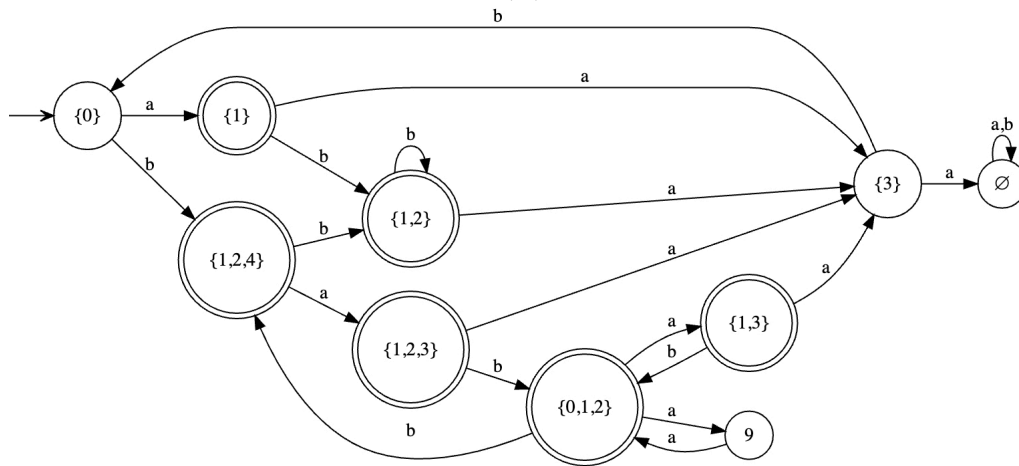 b
{0}
a
{1}
a
b
b
b
{1,2}
a
{3}
a
a,b
∅
{1,2,4}
b
a
a
{1,2,3}
b
{0,1,2}
a
b
{1,3}
a
a
a
9
b